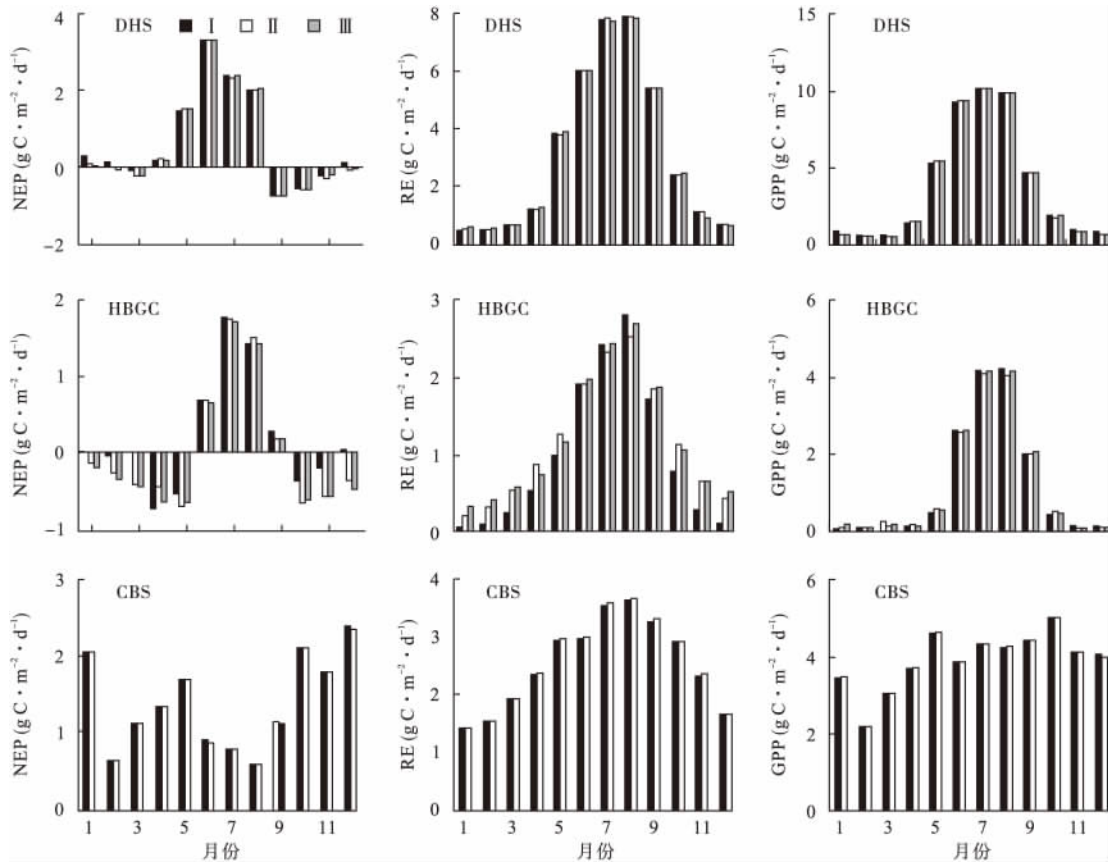 DHS Ⅰ Ⅱ Ⅲ
NEP (g C·m⁻²·d⁻¹)
4
2
0
−2
DHS
RE (g C·m⁻²·d⁻¹)
8
6
4
2
0
DHS
GPP (g C·m⁻²·d⁻¹)
15
10
5
0
HBGC
NEP (g C·m⁻²·d⁻¹)
2
1
0
−1
HBGC
RE (g C·m⁻²·d⁻¹)
3
2
1
0
HBGC
GPP (g C·m⁻²·d⁻¹)
6
4
2
0
CBS
NEP (g C·m⁻²·d⁻¹)
3
2
1
0
1 3 5 7 9 11
月份
CBS
RE (g C·m⁻²·d⁻¹)
4
3
2
1
0
1 3 5 7 9 11
月份
CBS
GPP (g C·m⁻²·d⁻¹)
6
4
2
0
1 3 5 7 9 11
月份